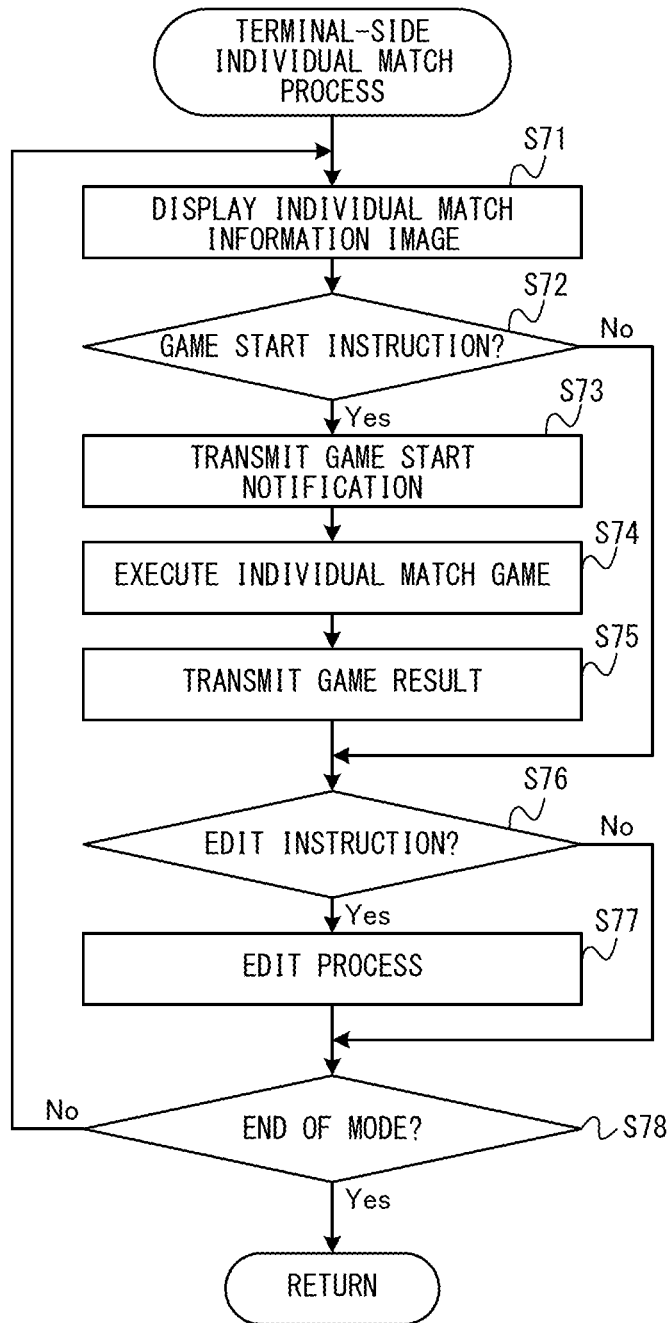 TERMINAL-SIDE
INDIVIDUAL MATCH
PROCESS
S71
DISPLAY INDIVIDUAL MATCH
INFORMATION IMAGE
S72
GAME START INSTRUCTION?
No
Yes
S73
TRANSMIT GAME START
NOTIFICATION
S74
EXECUTE INDIVIDUAL MATCH GAME
S75
TRANSMIT GAME RESULT
S76
EDIT INSTRUCTION?
No
Yes
S77
EDIT PROCESS
No
END OF MODE?
S78
Yes
RETURN